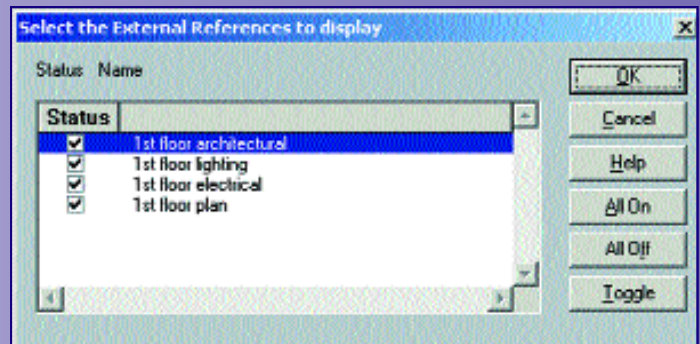 Select the External References to display
Status Name
Status
1st floor architectural
1st floor lighting
1st floor electrical
1st floor plan
OK
Cancel
Help
All On
All Off
Toggle